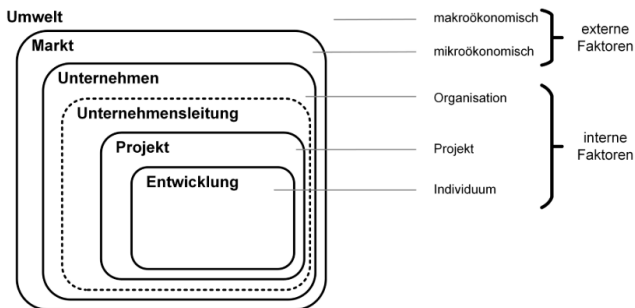 Umwelt
makroökonomisch
externe
Faktoren
Markt
mikroökonomisch
Unternehmen
Organisation
Unternehmensleitung
interne
Faktoren
Projekt
Projekt
Entwicklung
Individuum